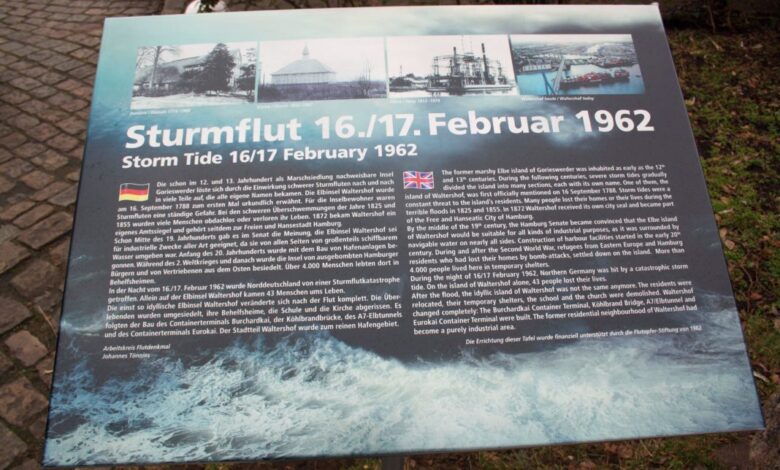 Waltershof heute / Waltershof today
Sturmflut 16./17. Februar 1962
Storm Tide 16/17 February 1962
Die schon im 12. und 13. Jahrhundert als Marschsiedlung nachweisbare Insel
Gorieswerder löste sich durch die Einwirkung schwerer Sturmfluten nach und nach
in viele Teile auf, die alle eigene Namen bekamen. Die Elbinsel Waltershof wurde
am 16. September 1788 zum ersten Mal urkundlich erwähnt. Für die Inselbewohner waren
Sturmfluten eine ständige Gefahr. Bei den schweren Überschwemmungen der Jahre 1825 und
1855 wurden viele Menschen obdachlos oder verloren ihr Leben. 1872 bekam Waltershof ein
eigenes Amtssiegel und gehört seitdem zur Freien und Hansestadt Hamburg.
Schon Mitte des 19. Jahrhunderts gab es im Senat die Meinung, die Elbinsel Waltershof sei
für industrielle Zwecke aller Art geeignet, da sie von allen Seiten von großenteils schiffbarem
Wasser umgeben war. Anfang des 20. Jahrhunderts wurde mit dem Bau von Hafenanlagen be-
gonnen. Während des 2. Weltkrieges und danach wurde die Insel von ausgebombten Hamburger
Bürgern und von Vertriebenen aus dem Osten besiedelt. Über 4.000 Menschen lebten dort in
Behelfsheimen.
In der Nacht vom 16./17. Februar 1962 wurde Norddeutschland von einer Sturmflutkatastrophe
getroffen. Allein auf der Elbinsel Waltershof kamen 43 Menschen ums Leben.
Die einst so idyllische Elbinsel Waltershof veränderte sich nach der Flut komplett. Die Über-
lebenden wurden umgesiedelt, ihre Behelfsheime, die Schule und die Kirche abgerissen. Es
folgten der Bau des Containerterminals Burchardkai, der Köhlbrandbrücke, des A7-Elbtunnels
und des Containerterminals Eurokai. Der Stadtteil Waltershof wurde zum reinen Hafengebiet.
Arbeitskreis Flutdenkmal
Johannes Tönnies
The former marshy Elbe island of Gorieswerder was inhabited as early as the 12th
and 13th centuries. During the following centuries, severe storm tides gradually
divided the island into many sections, each with its own name. One of them, the
island of Waltershof, was first officially mentioned on 16 September 1788. Storm tides were a
constant threat to the island's residents. Many people lost their homes or their lives during the
terrible floods in 1825 and 1855. In 1872 Waltershof received its own city seal and became part
of the Free and Hanseatic City of Hamburg.
By the middle of the 19th century, the Hamburg Senate became convinced that the Elbe island
of Waltershof would be suitable for all kinds of industrial purposes, as it was surrounded by
navigable water on nearly all sides. Construction of harbour facilities started in the early 20th
century. During and after the Second World War, refugees from Eastern Europe and Hamburg
residents who had lost their homes by bomb-attacks, settled down on the island. More than
4.000 people lived here in temporary shelters.
During the night of 16/17 February 1962, Northern Germany was hit by a catastrophic storm
tide. On the island of Waltershof alone, 43 people lost their lives.
After the flood, the idyllic island of Waltershof was not the same anymore. The residents were
relocated, their temporary shelters, the school and the church were demolished. Waltershof
changed completely: The Burchardkai Container Terminal, Köhlbrand Bridge, A7/Elbtunnel and
Eurokai Container Terminal were built. The former residential neighbourhood of Waltershof had
become a purely industrial area.
Die Errichtung dieser Tafel wurde finanziell unterstützt durch die Flutopfer-Stiftung von 1962